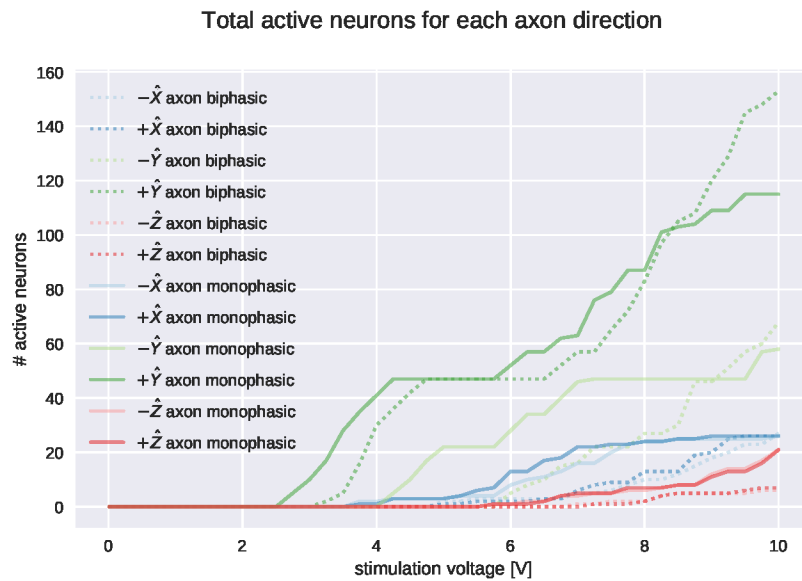 Total active neurons for each axon direction
160
140
120
100
80
60
40
20
0
# active neurons
−X̂ axon biphasic
+X̂ axon biphasic
−Ŷ axon biphasic
+Ŷ axon biphasic
−Ẑ axon biphasic
+Ẑ axon biphasic
−X̂ axon monophasic
+X̂ axon monophasic
−Ŷ axon monophasic
+Ŷ axon monophasic
−Ẑ axon monophasic
+Ẑ axon monophasic
0 2 4 6 8 10
stimulation voltage [V]